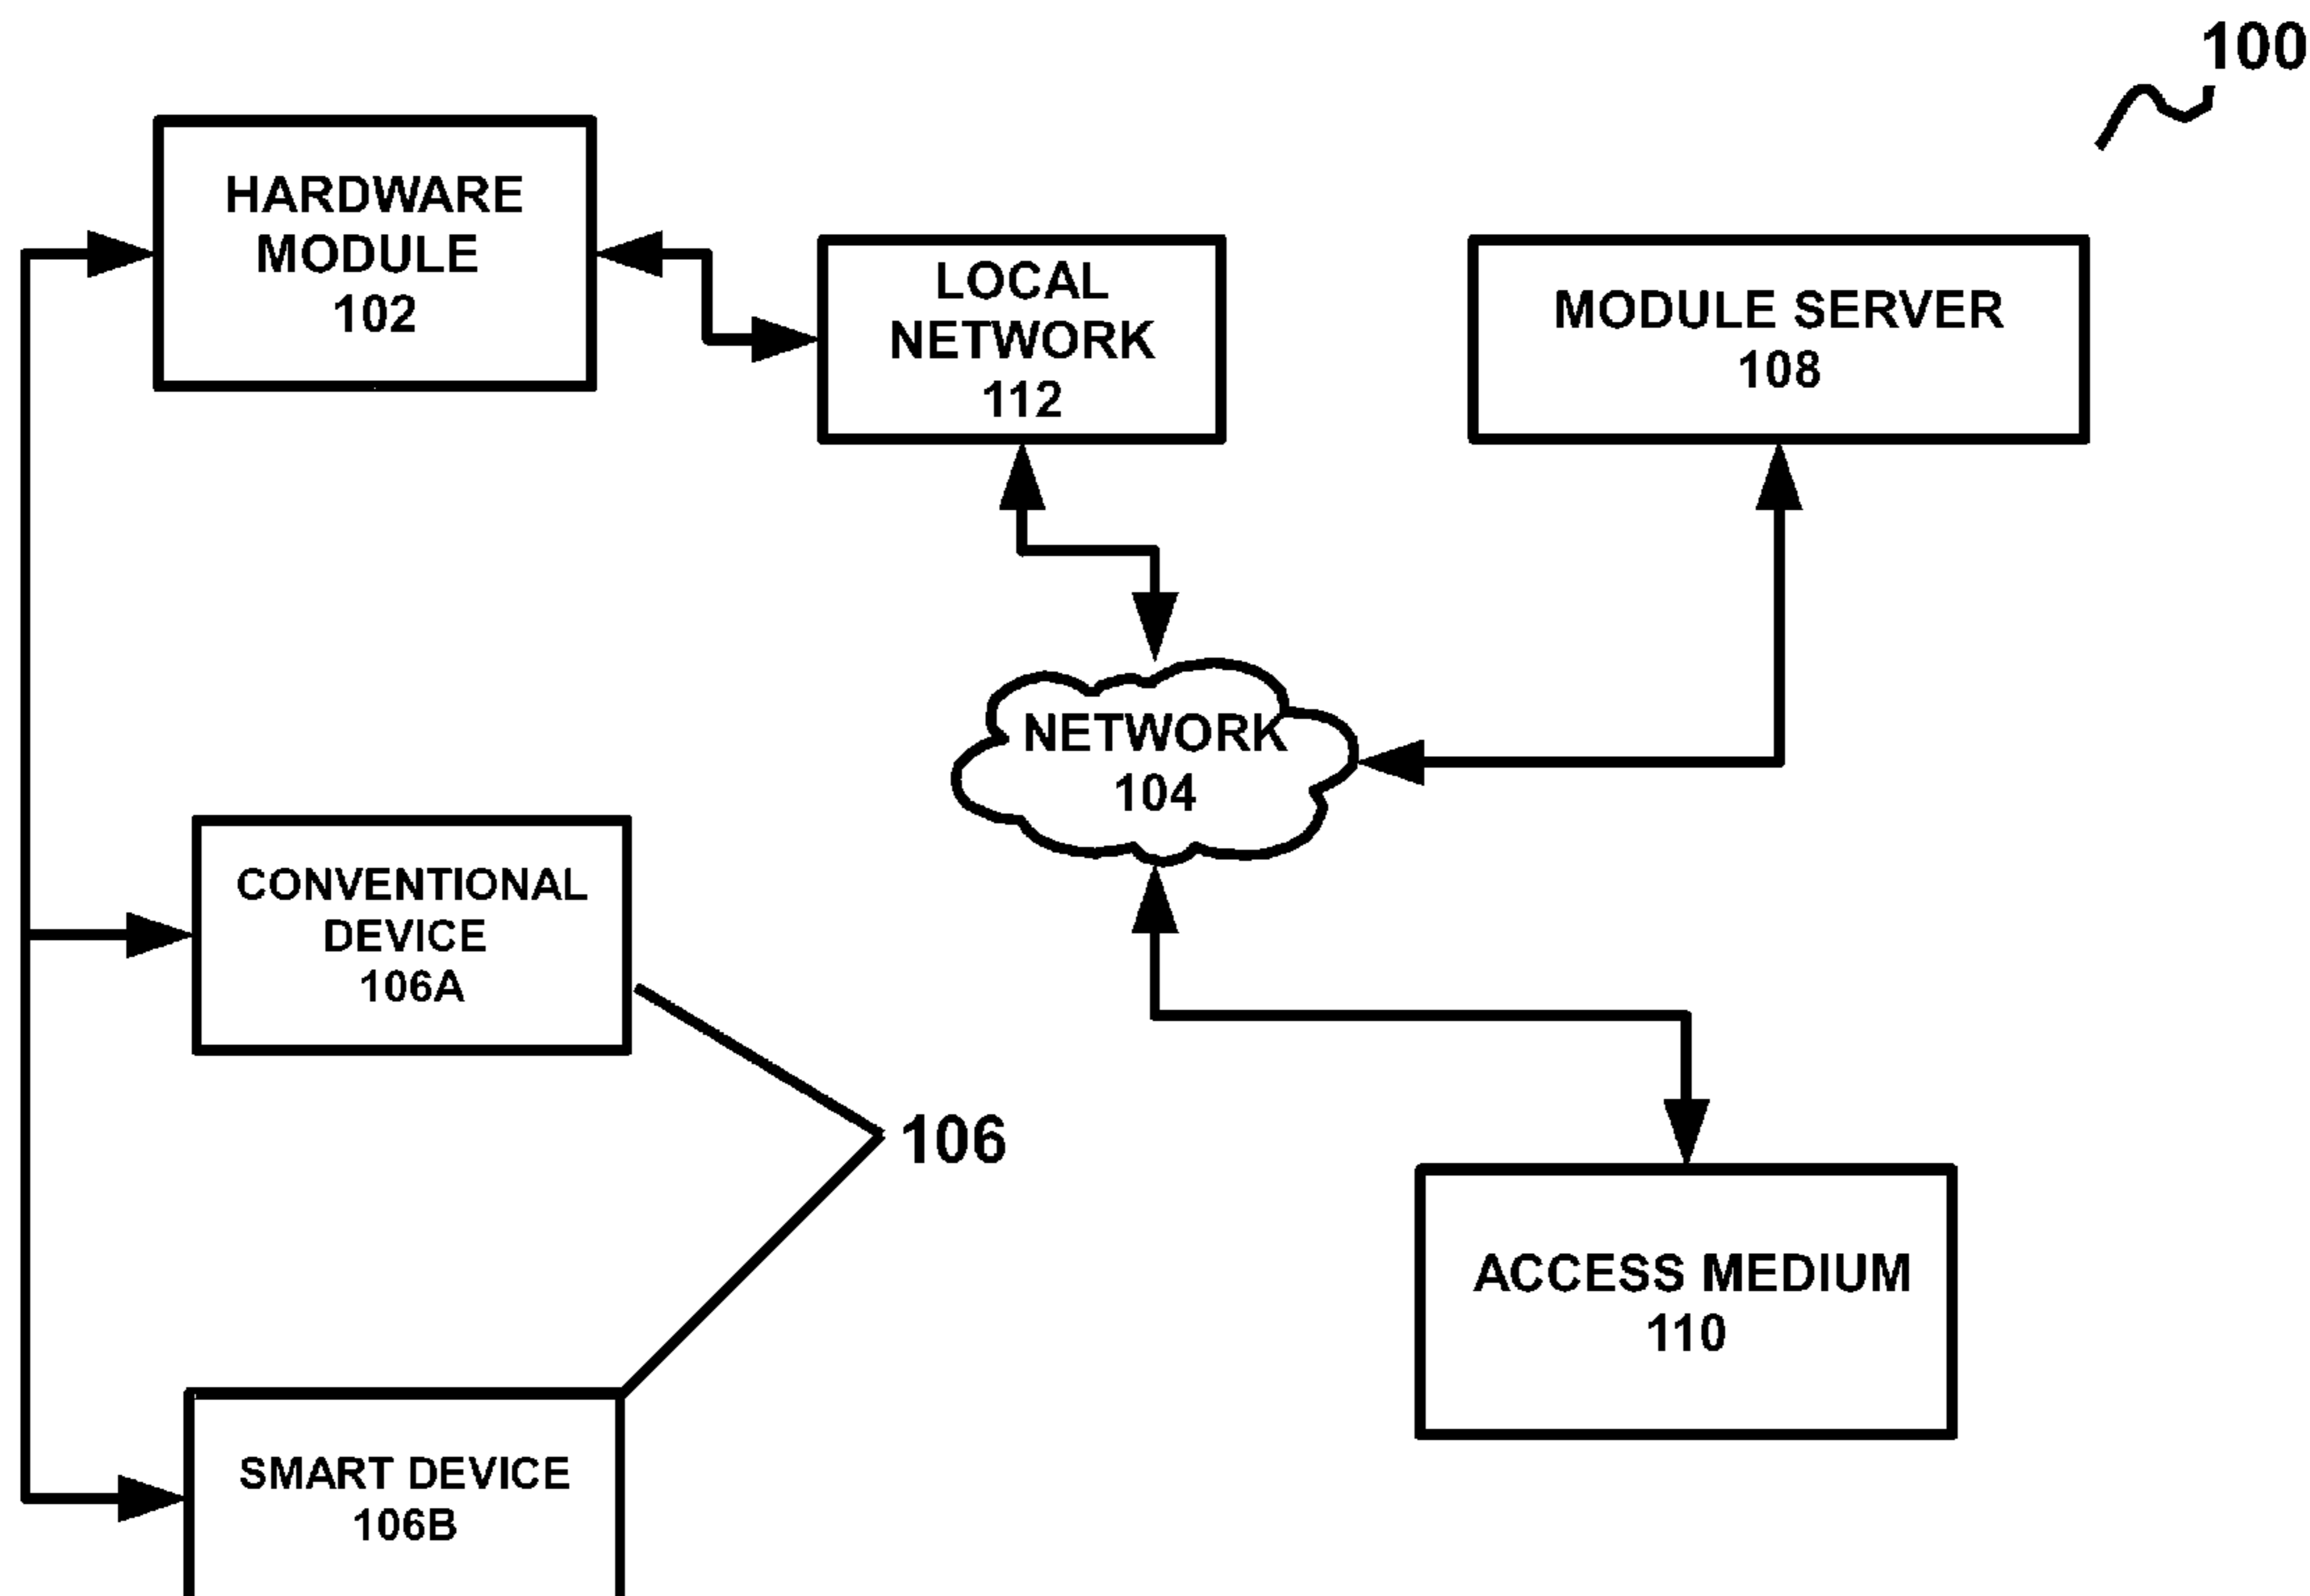 100
HARDWARE
MODULE
102
LOCAL
NETWORK
112
MODULE SERVER
108
NETWORK
104
CONVENTIONAL
DEVICE
106A
106
ACCESS MEDIUM
110
SMART DEVICE
106B